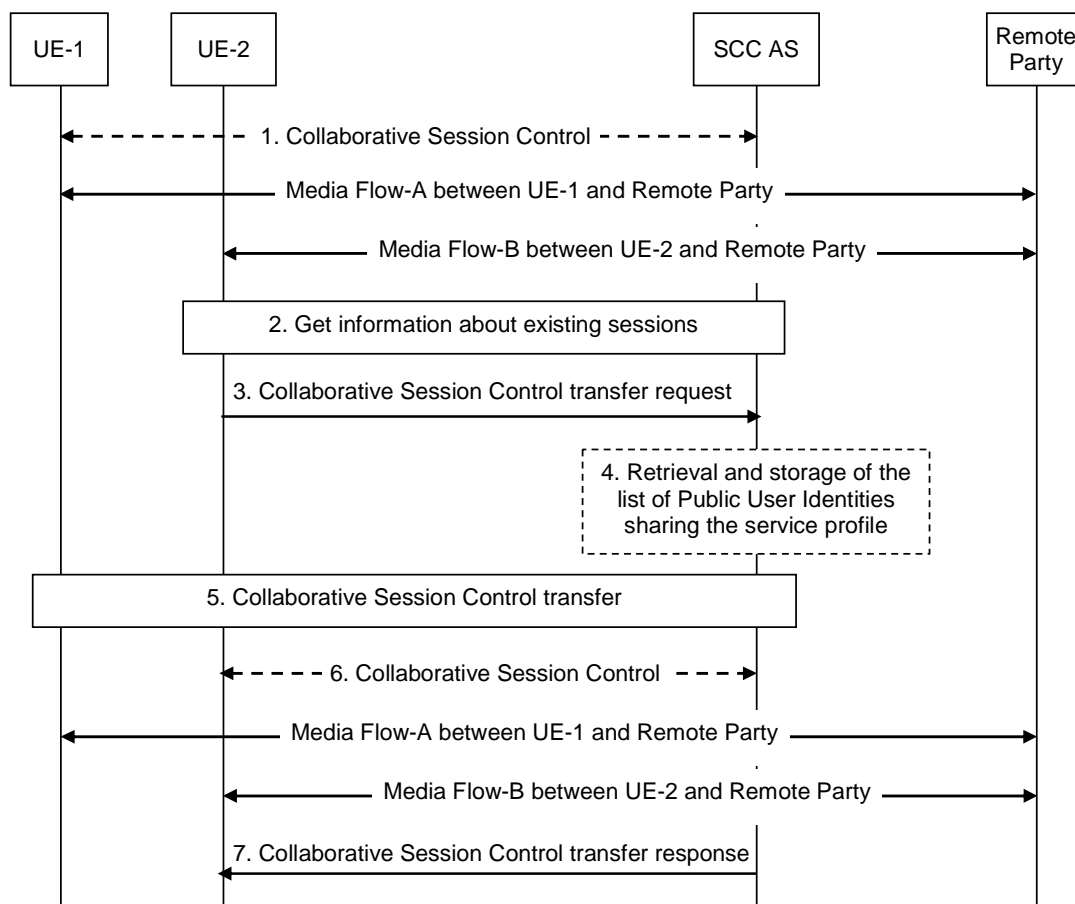 UE-1
UE-2
SCC AS
Remote
Party
1. Collaborative Session Control
Media Flow-A between UE-1 and Remote Party
Media Flow-B between UE-2 and Remote Party
2. Get information about existing sessions
3. Collaborative Session Control transfer request
4. Retrieval and storage of the
list of Public User Identities
sharing the service profile
5. Collaborative Session Control transfer
6. Collaborative Session Control
Media Flow-A between UE-1 and Remote Party
Media Flow-B between UE-2 and Remote Party
7. Collaborative Session Control transfer response